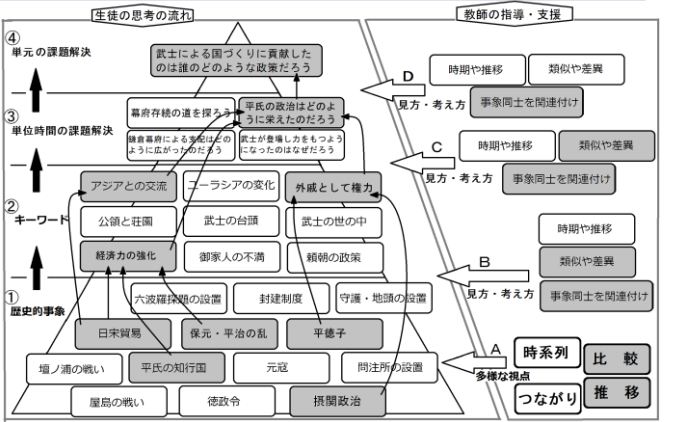 生徒の思考の流れ
教師の指導・支援
④
単元の課題解決
武士による国づくりに貢献した
のは誰のどのような政策だろう
③
単位時間の課題解決
幕府存続の道を探ろう
平氏の政治はどのよ
うに栄えたのだろう
鎌倉幕府による支配はどの
ように広がったのだろう
武士が登場し力をもつよう
になったのはなぜだろう
②
キーワード
アジアとの交流
ユーラシアの変化
外戚として権力
公領と荘園
武士の台頭
武士の世の中
経済力の強化
御家人の不満
頼朝の政策
①
歴史的事象
六波羅探題の設置
封建制度
守護・地頭の設置
日宋貿易
保元・平治の乱
平徳子
壇ノ浦の戦い
平氏の知行国
元寇
問注所の設置
屋島の戦い
徳政令
摂関政治
D
見方・考え方
時期や推移
類似や差異
事象同士を関連付け
C
見方・考え方
時期や推移
類似や差異
事象同士を関連付け
B
見方・考え方
時期や推移
類似や差異
事象同士を関連付け
A
多様な視点
時系列
比較
つながり
推移